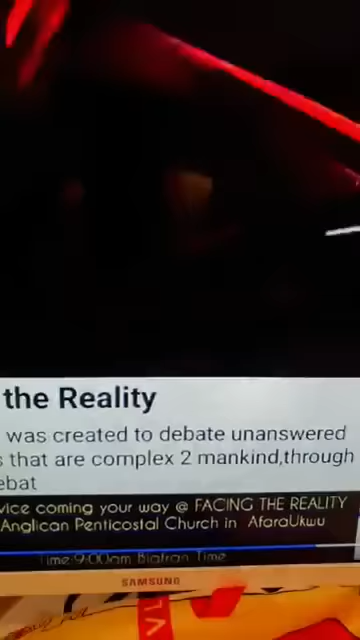 the Reality
was created to debate unanswered
s that are complex 2 mankind,through
ebat
vice coming your way @ FACING THE REALITY
Anglican Penticostal Church in AfaraUkwu
Time:9:00am Biafran Time
SAMSUNG